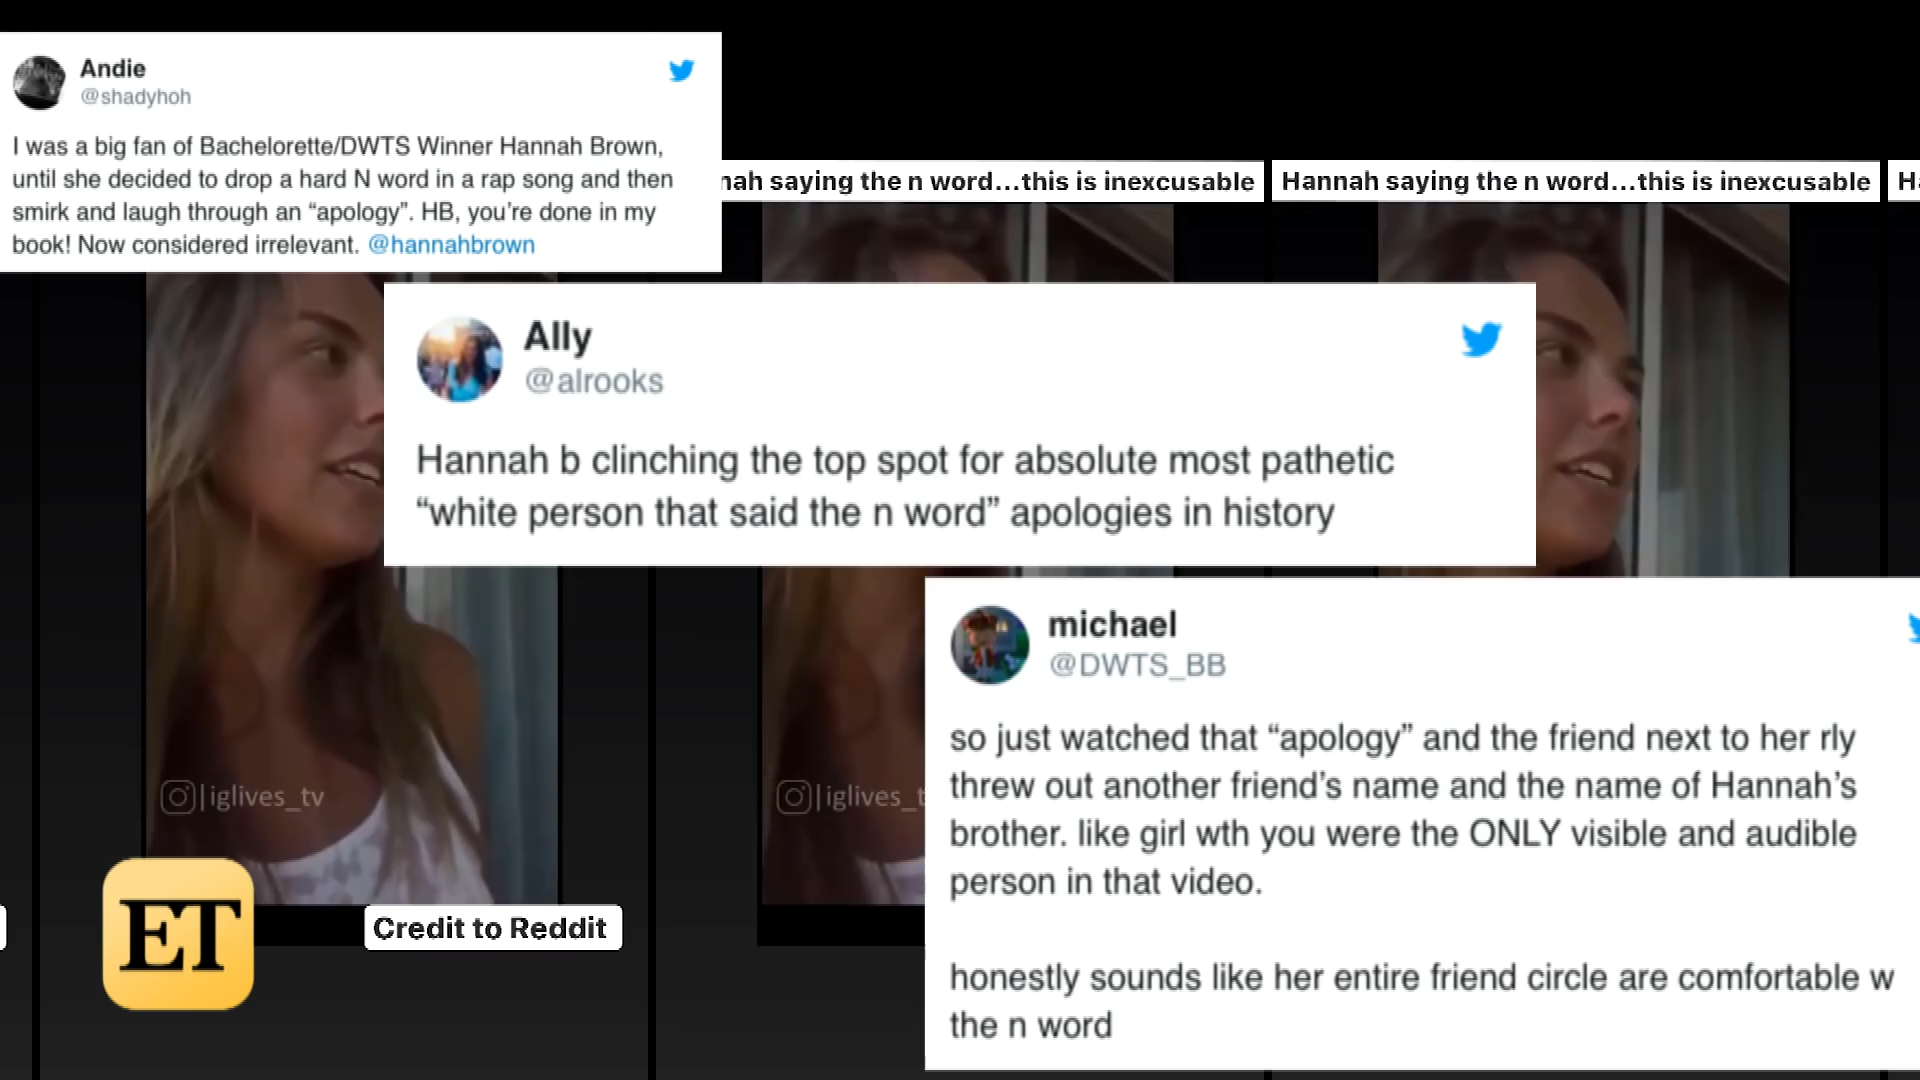 Andie
@shadyhoh
I was a big fan of Bachelorette/DWTS Winner Hannah Brown,
until she decided to drop a hard N word in a rap song and then
smirk and laugh through an “apology”. HB, you’re done in my
book! Now considered irrelevant. @hannahbrown
nah saying the n word...this is inexcusable
Hannah saying the n word...this is inexcusable
Ha
Ally
@alrooks
Hannah b clinching the top spot for absolute most pathetic
“white person that said the n word” apologies in history
michael
@DWTS_BB
so just watched that “apology” and the friend next to her rly
threw out another friend’s name and the name of Hannah’s
brother. like girl wth you were the ONLY visible and audible
person in that video.
honestly sounds like her entire friend circle are comfortable w
the n word
|iglives_tv
|iglives_t
ET
Credit to Reddit